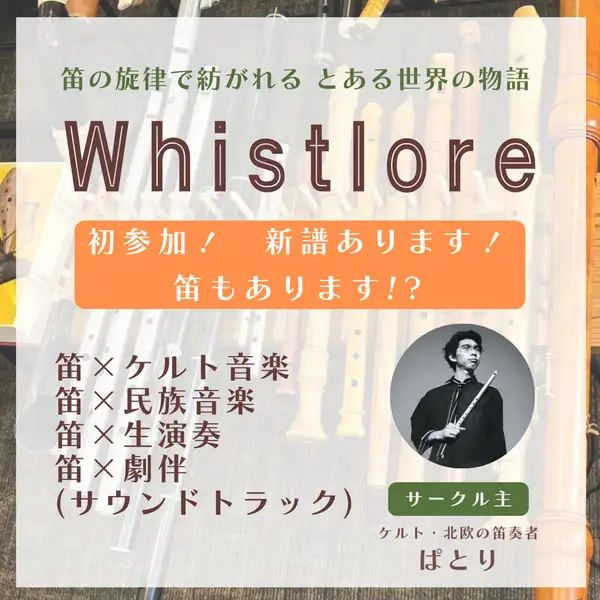 笛の旋律で紡がれる とある世界の物語
Whistlore
初参加！　新譜あります！
笛もあります!?
笛×ケルト音楽
笛×民族音楽
笛×生演奏
笛×劇伴
(サウンドトラック)
サークル主
ケルト・北欧の笛奏者
ぱとり